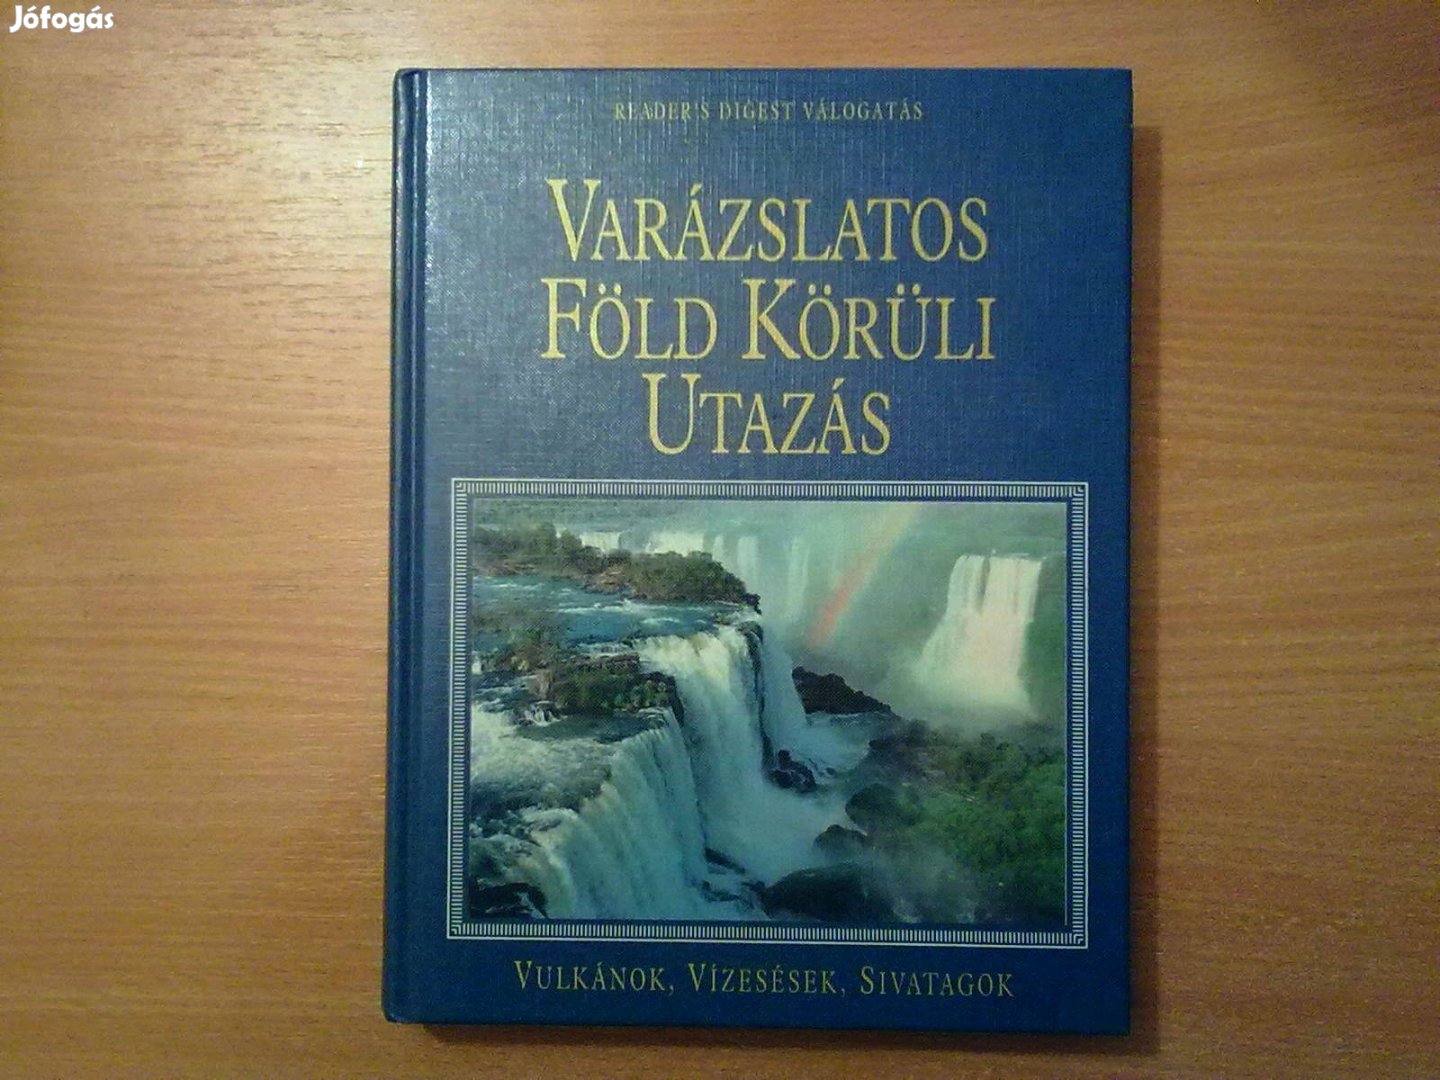 Jófogás
READER'S DIGEST VÁLOGATÁS
VARÁZSLATOS
FÖLD KÖRÜLI
UTAZÁS
VULKÁNOK, VÍZESÉSEK, SIVATAGOK